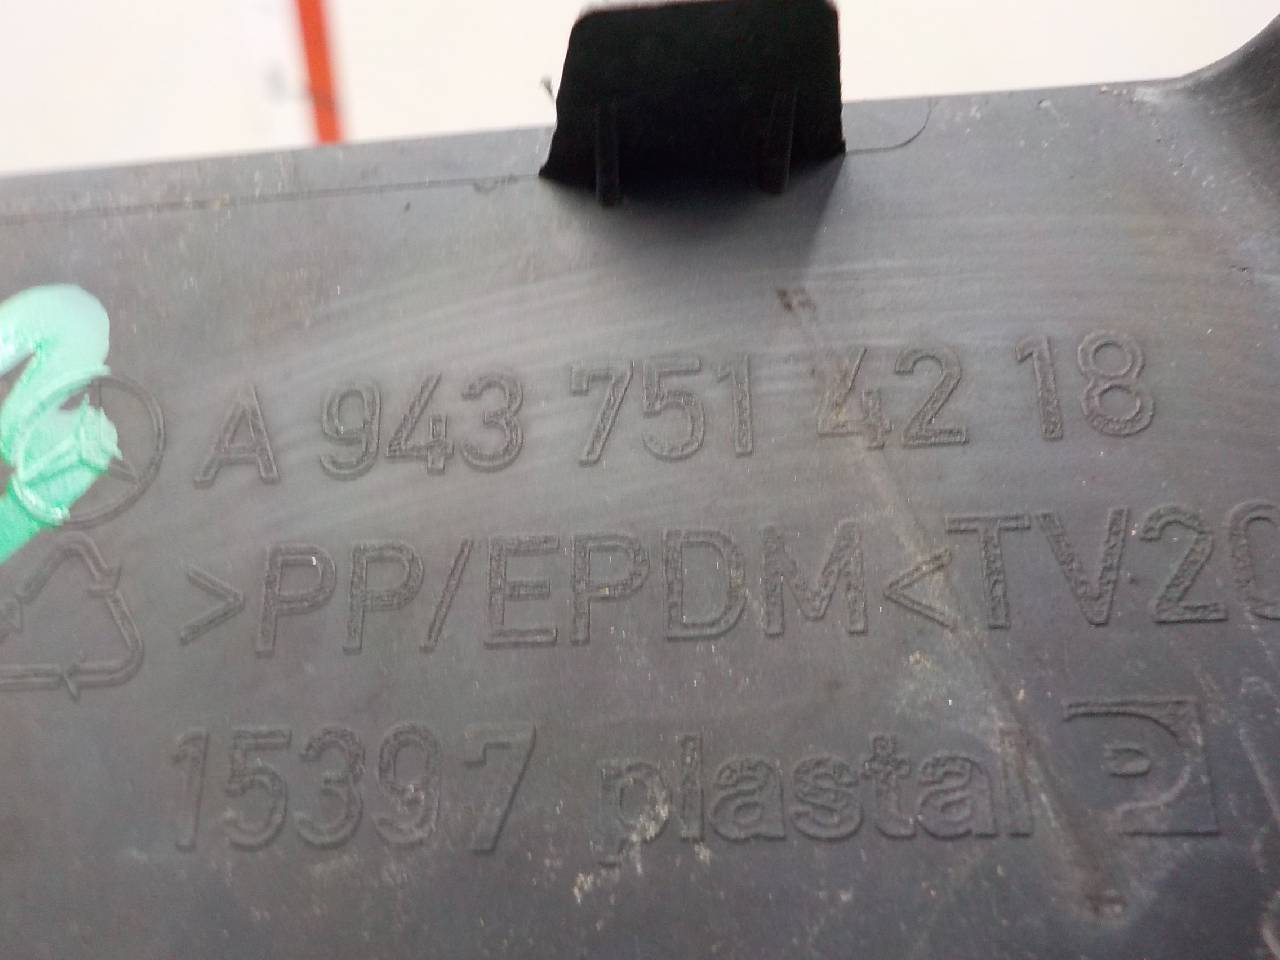 A 943 751 42 18
>PP/EPDM< TV20
15397 plastal